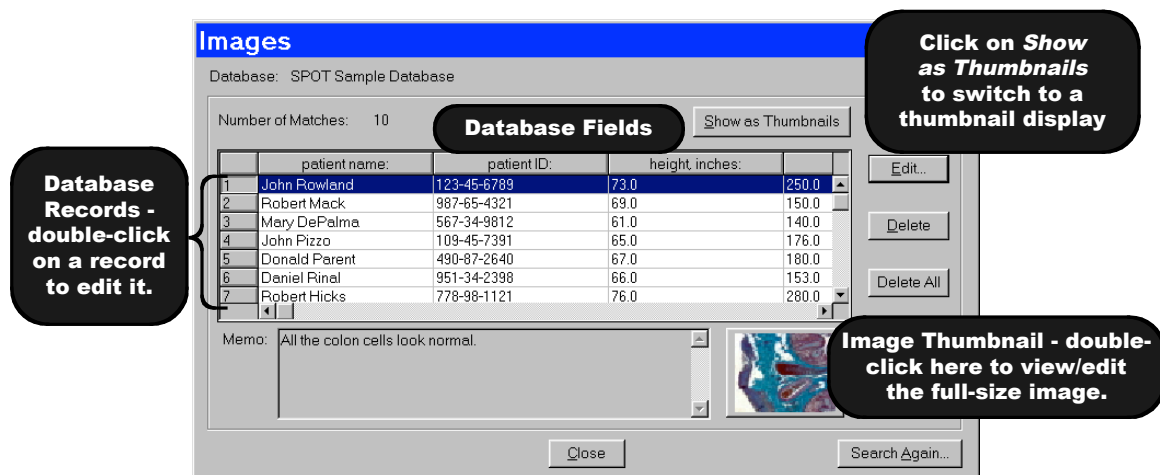 Images
Click on Show
as Thumbnails
to switch to a
thumbnail display
Database: SPOT Sample Database
Number of Matches: 10
Database Fields
Show as Thumbnails
patient name: patient ID: height, inches:
1 John Rowland 123-45-6789 73.0 250.0
2 Robert Mack 987-65-4321 69.0 150.0
3 Mary DePalma 567-34-9812 61.0 140.0
4 John Pizzo 109-45-7391 65.0 176.0
5 Donald Parent 490-87-2640 67.0 180.0
6 Daniel Rinal 951-34-2398 66.0 153.0
7 Robert Hicks 778-98-1121 76.0 280.0
Database
Records -
double-click
on a record
to edit it.
Edit...
Delete
Delete All
Memo: All the colon cells look normal.
Image Thumbnail - double-
click here to view/edit
the full-size image.
Close
Search Again...